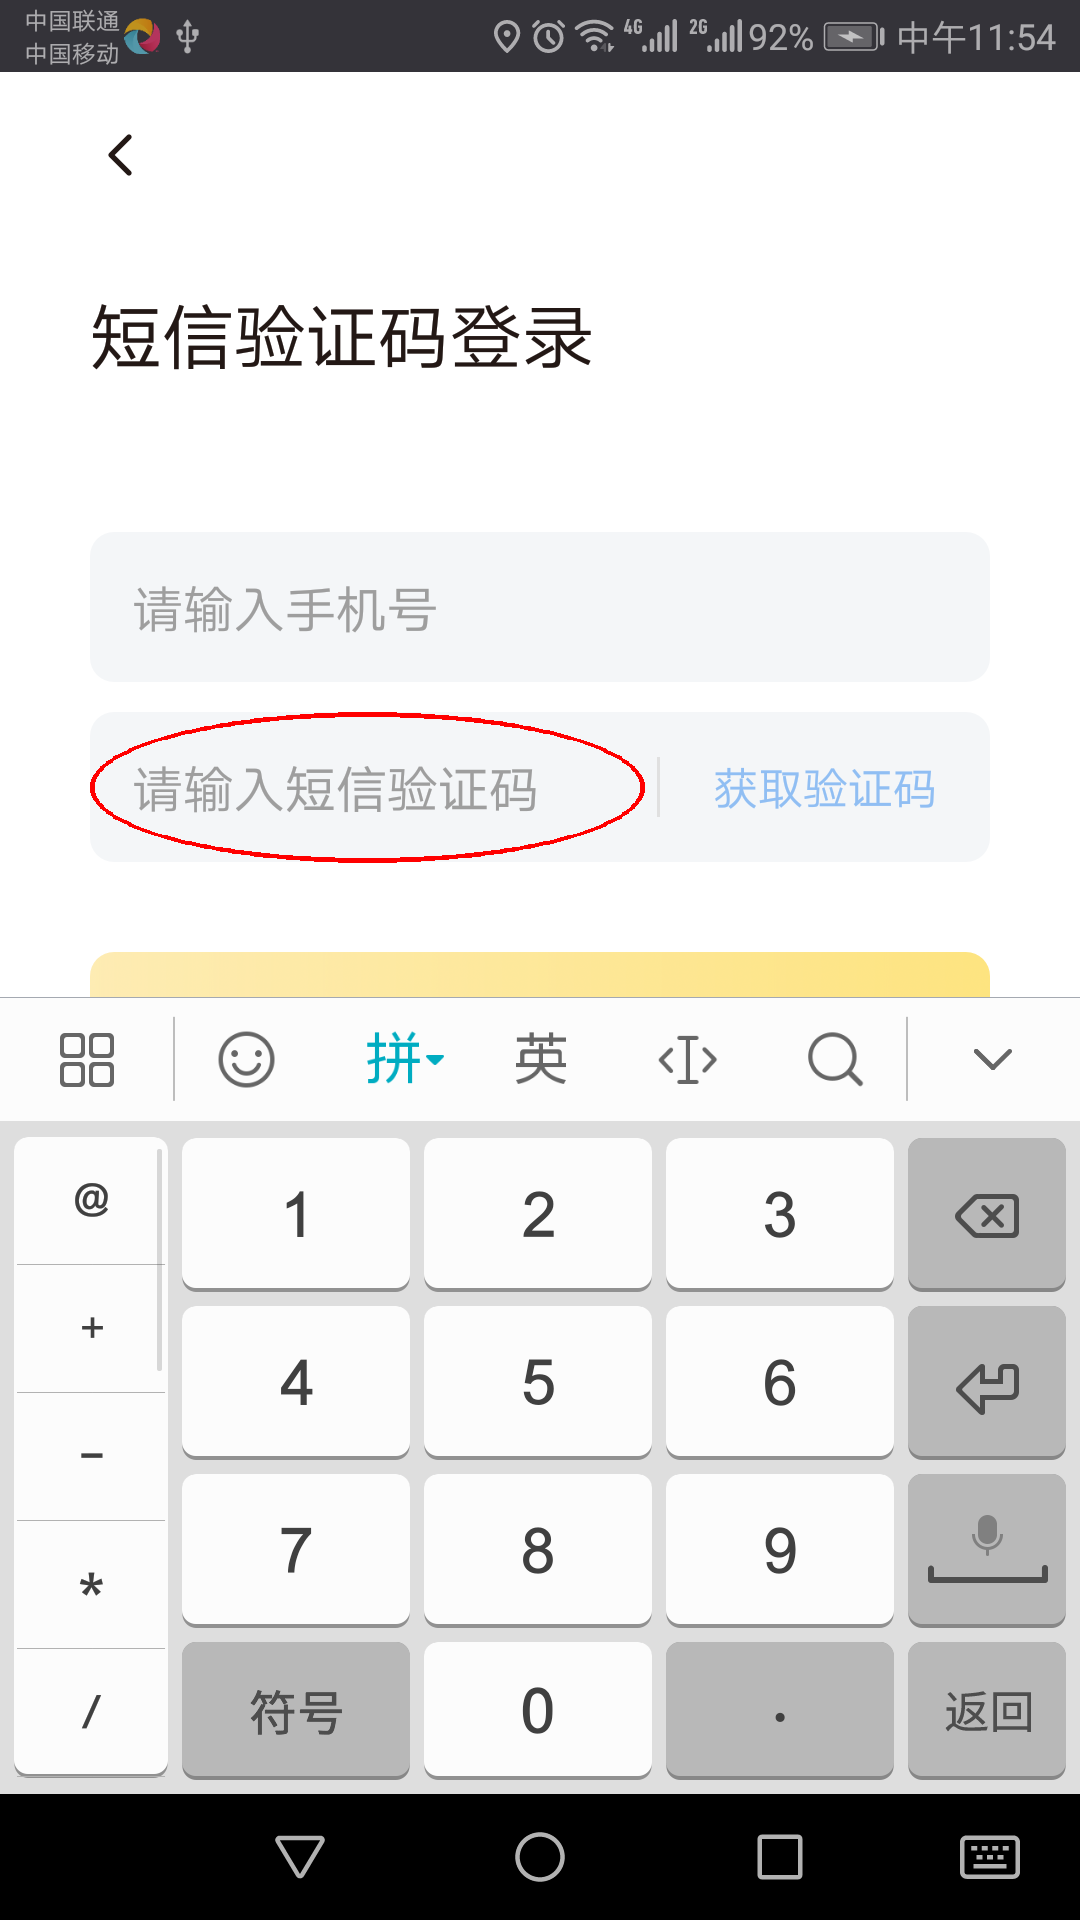 中国联通
中国移动
4G 2G 92% 中午11:54
短信验证码登录
请输入手机号
请输入短信验证码 获取验证码
拼 英
@ 1 2 3
+ 4 5 6
- 7 8 9
*
/ 符号 0 . 返回